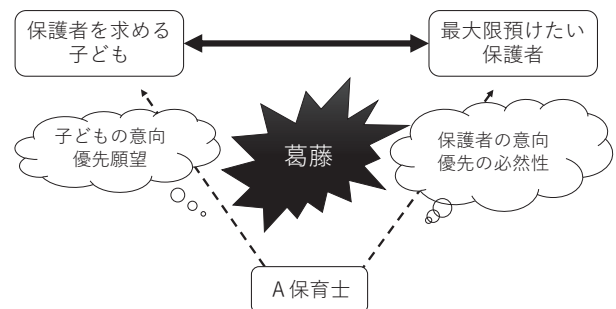 保護者を求める
子ども
最大限預けたい
保護者
子どもの意向
優先願望
葛藤
保護者の意向
優先の必然性
A保育士